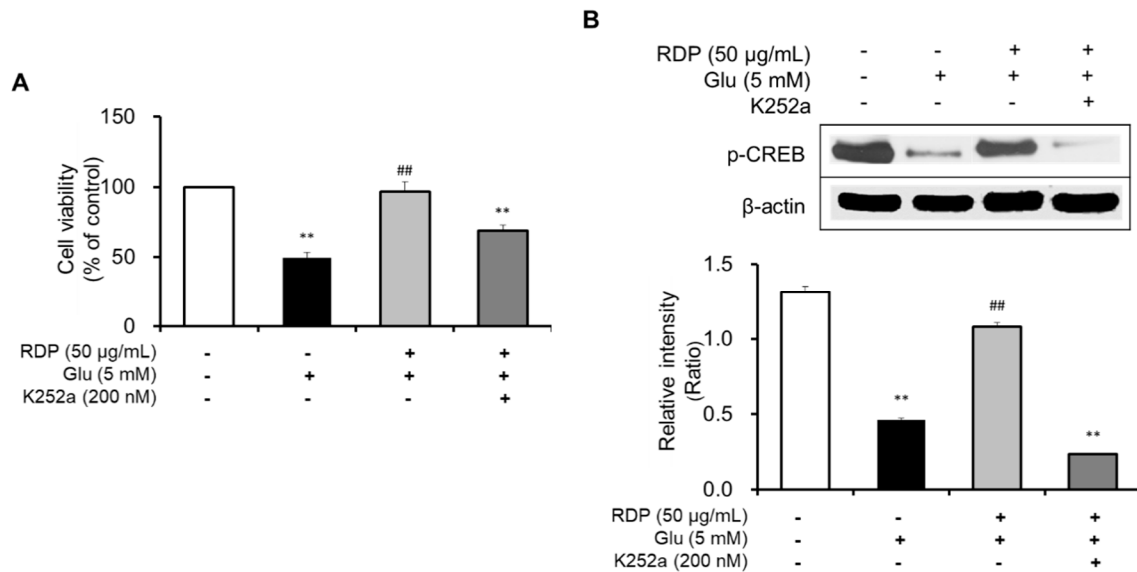 A
150
100
50
0
Cell viability
(% of control)
**
##
**
RDP (50 µg/mL) - - + +
Glu (5 mM) - + + +
K252a (200 nM) - - - +
B
RDP (50 µg/mL) - - + +
Glu (5 mM) - + + +
K252a - - - +
p-CREB
β-actin
1.5
1.0
0.5
0.0
Relative intensity
(Ratio)
**
##
**
RDP (50 µg/mL) - - + +
Glu (5 mM) - + + +
K252a (200 nM) - - - +